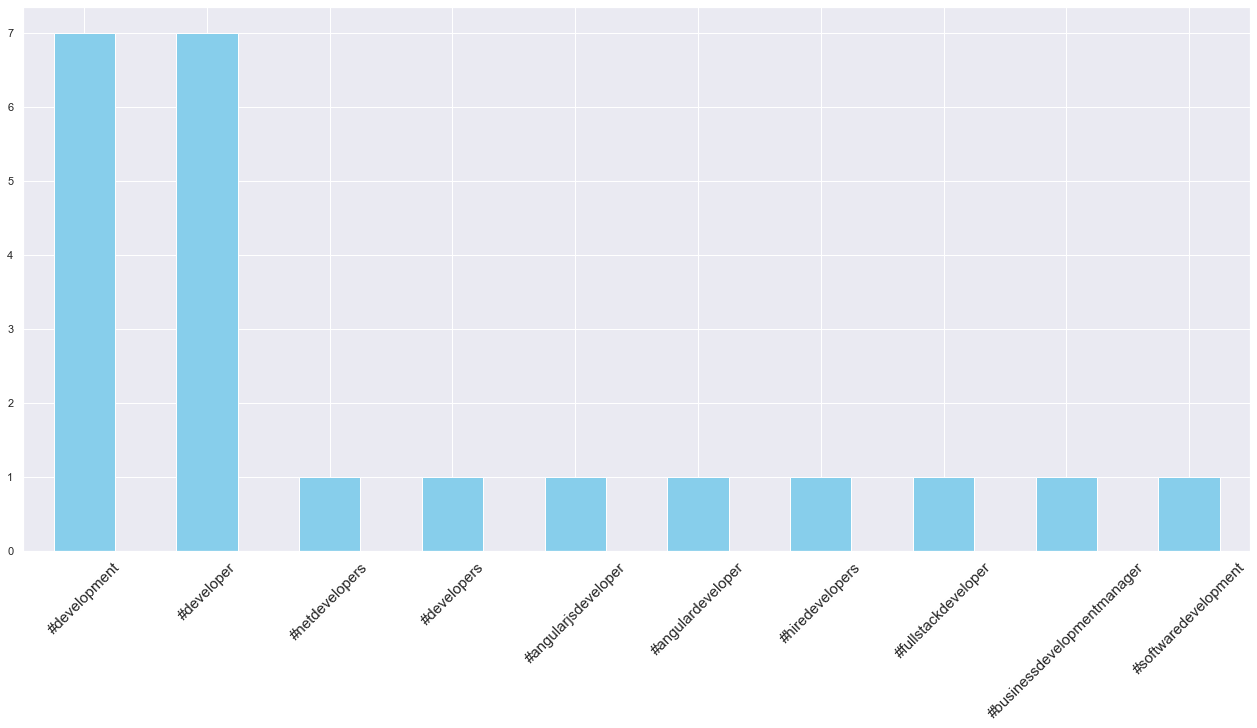 7
6
5
4
3
2
1
0
#development
#developer
#netdevelopers
#developers
#angularjsdeveloper
#angulardeveloper
#hiredevelopers
#fullstackdeveloper
#businessdevelopmentmanager
#softwaredevelopment